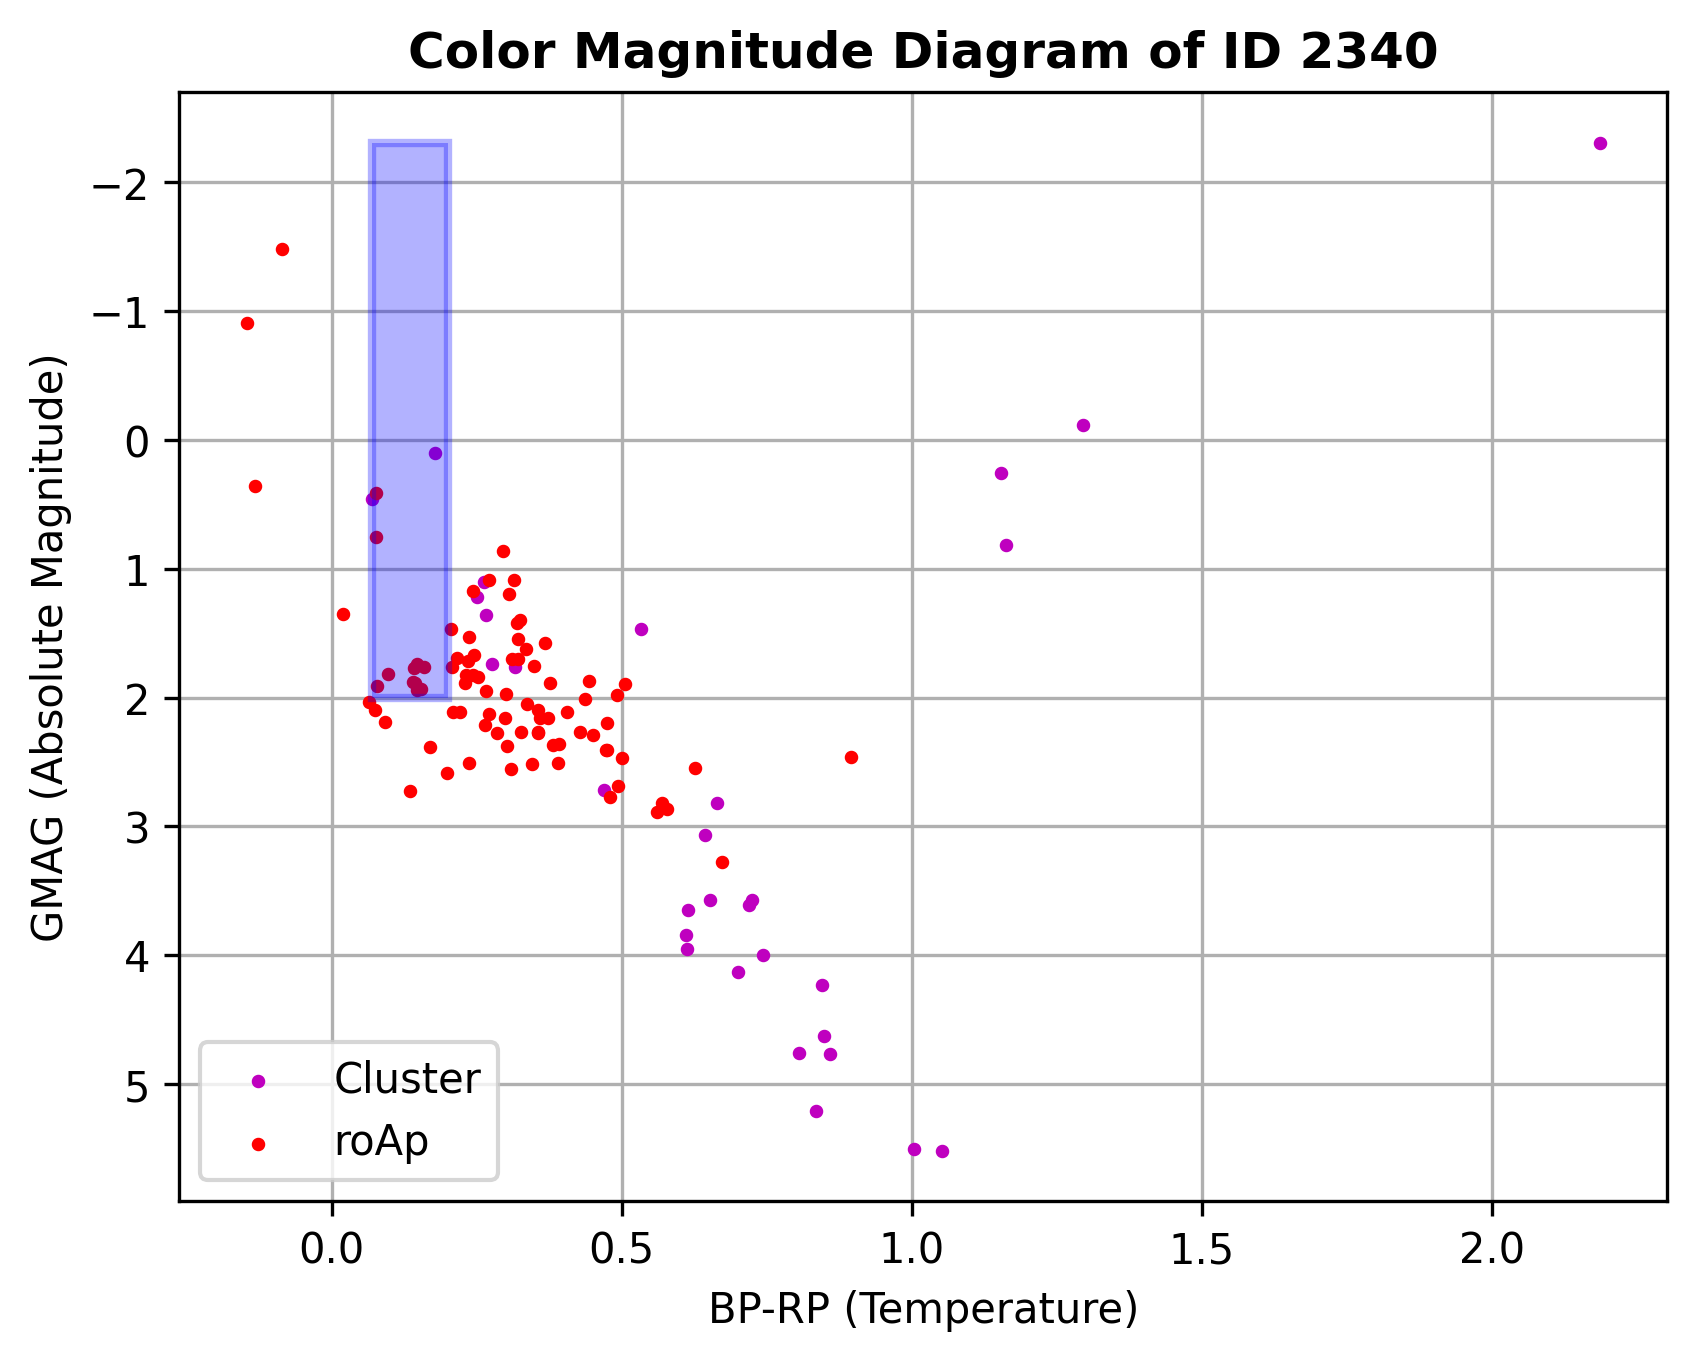 Color Magnitude Diagram of ID 2340
GMAG (Absolute Magnitude)
−2
−1
0
1
2
3
4
5
Cluster
roAp
0.0 0.5 1.0 1.5 2.0
BP-RP (Temperature)